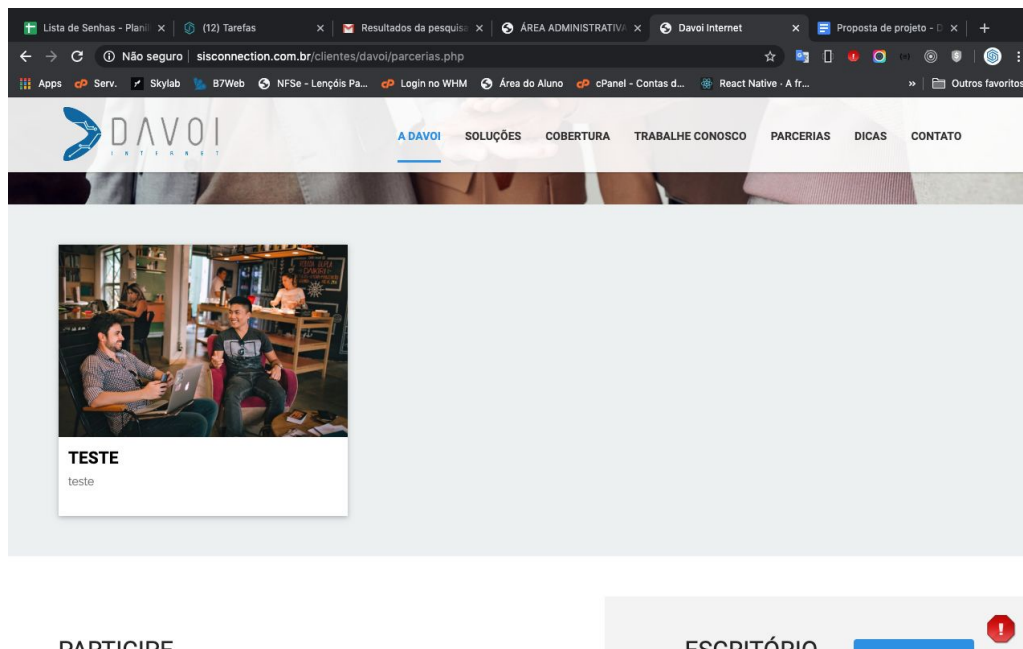 Lista de Senhas - Planil
(12) Tarefas
Resultados da pesquisa
ÁREA ADMINISTRATIVA
Davoi Internet
Proposta de projeto - D
Não seguro | sisconnection.com.br/clientes/davoi/parcerias.php
Apps Serv. Skylab B7Web NFSe - Lençóis Pa... Login no WHM Área do Aluno cPanel - Contas d... React Native · A fr... » Outros favoritos
DAVOI
INTERNET
A DAVOI SOLUÇÕES COBERTURA TRABALHE CONOSCO PARCERIAS DICAS CONTATO
TESTE
teste
PARTICIPE
ESCRITÓRIO